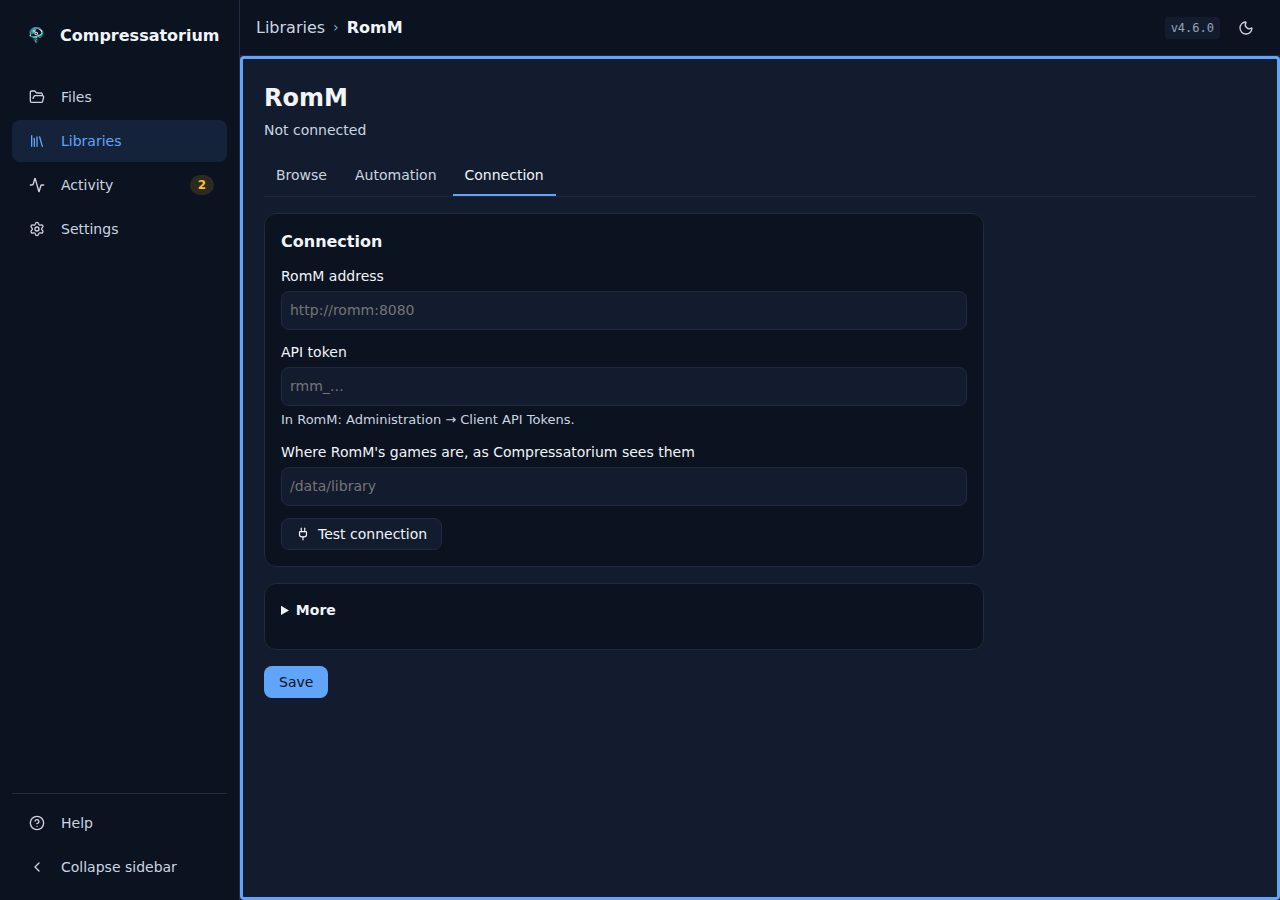 Compressatorium
Libraries › RomM
v4.6.0
Files
Libraries
Activity
2
Settings
RomM
Not connected
Browse
Automation
Connection
Connection
RomM address
http://romm:8080
API token
rmm_...
In RomM: Administration → Client API Tokens.
Where RomM's games are, as Compressatorium sees them
/data/library
Test connection
More
Save
Help
Collapse sidebar